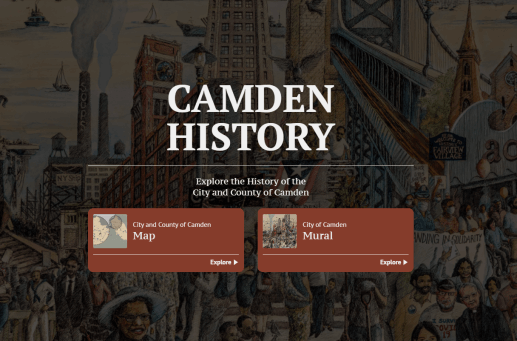 CAMDEN
HISTORY
Explore the History of the
City and County of Camden
City and County of Camden
Map
Explore
City of Camden
Mural
Explore